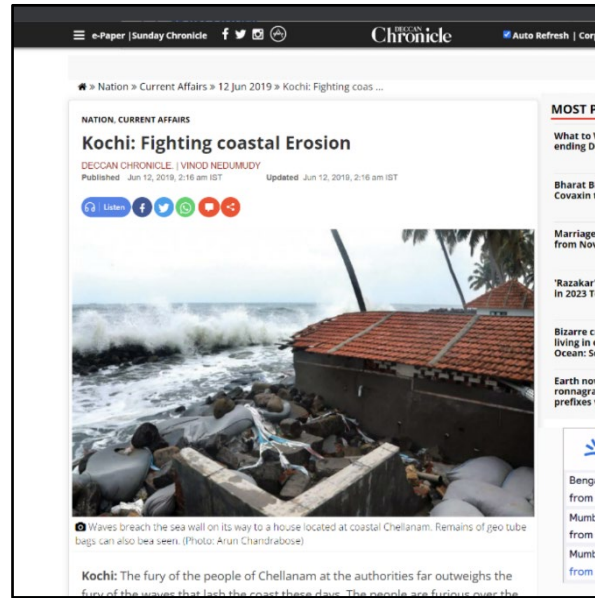 e-Paper |Sunday Chronicle
DECCAN
Chronicle
Auto Refresh | Cor
» Nation » Current Affairs » 12 Jun 2019 » Kochi: Fighting coas ...
NATION, CURRENT AFFAIRS
Kochi: Fighting coastal Erosion
DECCAN CHRONICLE. | VINOD NEDUMUDY
Published Jun 12, 2019, 2:16 am IST Updated Jun 12, 2019, 2:16 am IST
Listen
Waves breach the sea wall on its way to a house located at coastal Chellanam. Remains of geo tube
bags can also bea seen. (Photo: Arun Chandrabose)
Kochi: The fury of the people of Chellanam at the authorities far outweighs the
fury of the waves that lash the coast these days. The people are furious over the
MOST P
What to
ending D
Bharat B
Covaxin
Marriage
from Nov
'Razakar'
in 2023 T
Bizarre c
living in
Ocean: S
Earth no
ronnagra
prefixes
Beng
from
Mumb
from
Mumb
from